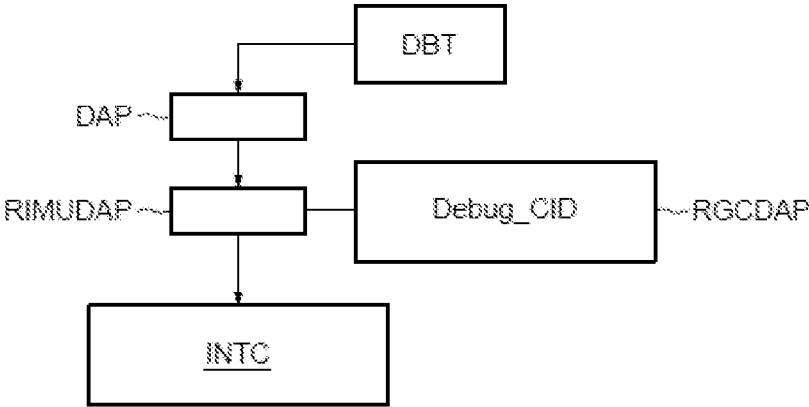 DBT
DAP
RIMUDAP
Debug_CID
RGCDAP
INTC